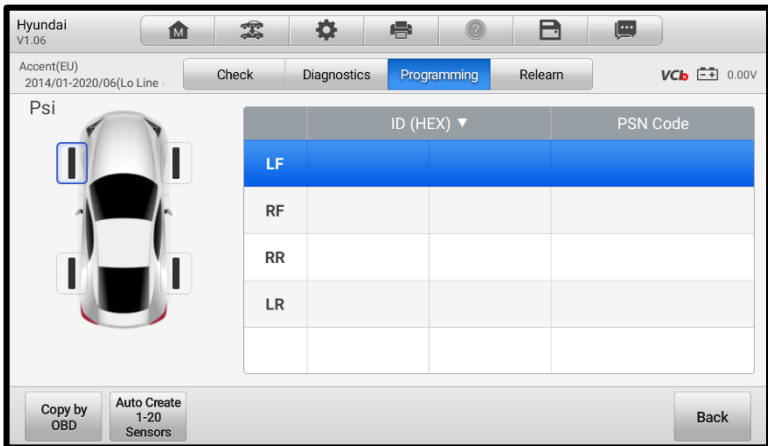 Hyundai
V1.06
M
Accent(EU)
2014/01-2020/06(Lo Line
Check
Diagnostics
Programming
Relearn
VCI
0.00V
Psi
ID (HEX) ▼
PSN Code
LF
RF
RR
LR
Copy by
OBD
Auto Create
1-20
Sensors
Back